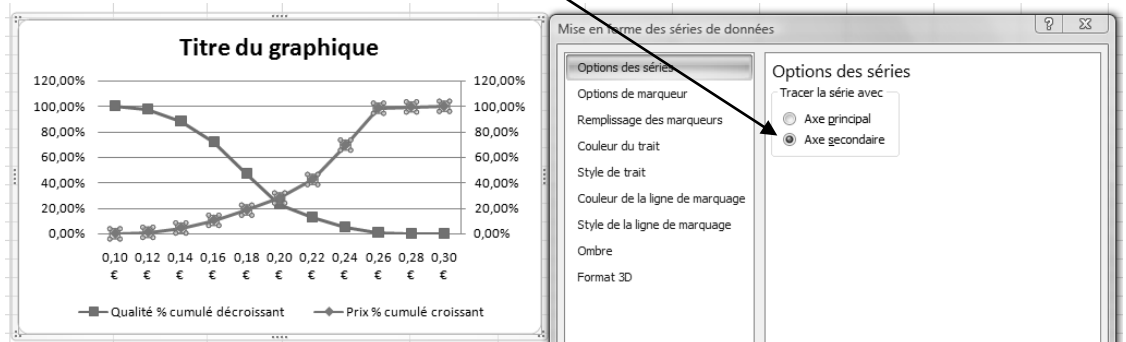 Titre du graphique
120,00%
100,00%
80,00%
60,00%
40,00%
20,00%
0,00%
120,00%
100,00%
80,00%
60,00%
40,00%
20,00%
0,00%
0,10 0,12 0,14 0,16 0,18 0,20 0,22 0,24 0,26 0,28 0,30
€ € € € € € € € € € €
Qualité % cumulé décroissant Prix % cumulé croissant
Mise en forme des séries de données
Options des séries
Options de marqueur
Remplissage des marqueurs
Couleur du trait
Style de trait
Couleur de la ligne de marquage
Style de la ligne de marquage
Ombre
Format 3D
Options des séries
Tracer la série avec
Axe principal
Axe secondaire